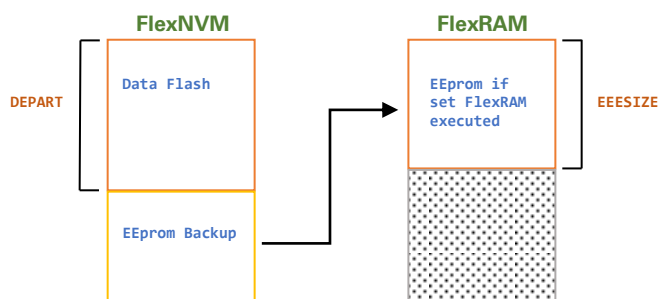 FlexNVM
FlexRAM
Data Flash
DEPART
EEprom if
set FlexRAM
executed
EEESIZE
EEprom Backup